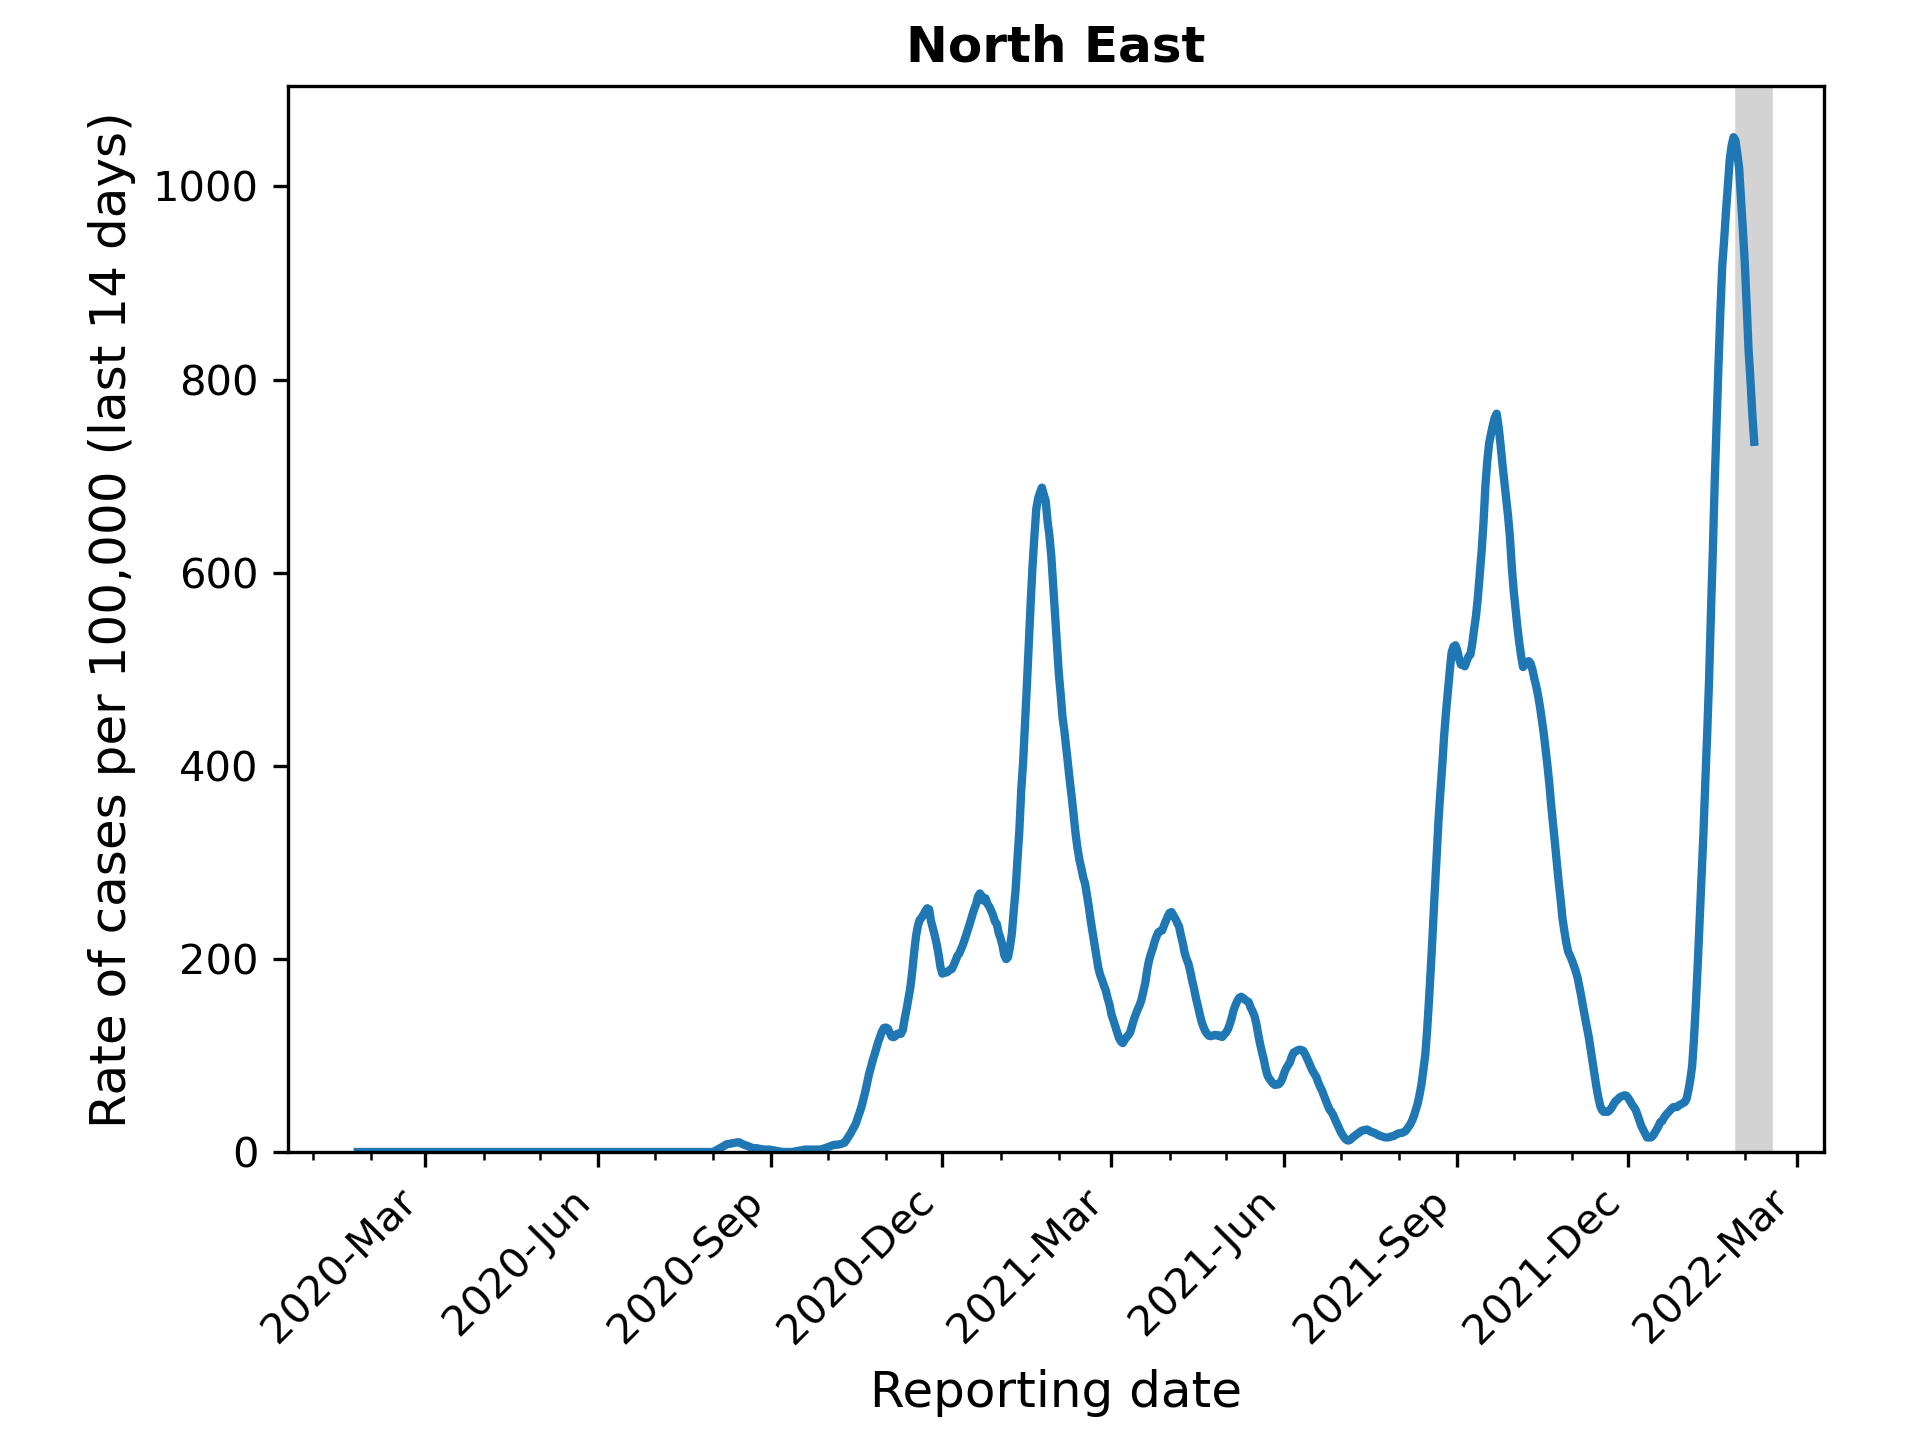 North East
Rate of cases per 100,000 (last 14 days)
1000
800
600
400
200
0
2020-Mar
2020-Jun
2020-Sep
2020-Dec
2021-Mar
2021-Jun
2021-Sep
2021-Dec
2022-Mar
Reporting date